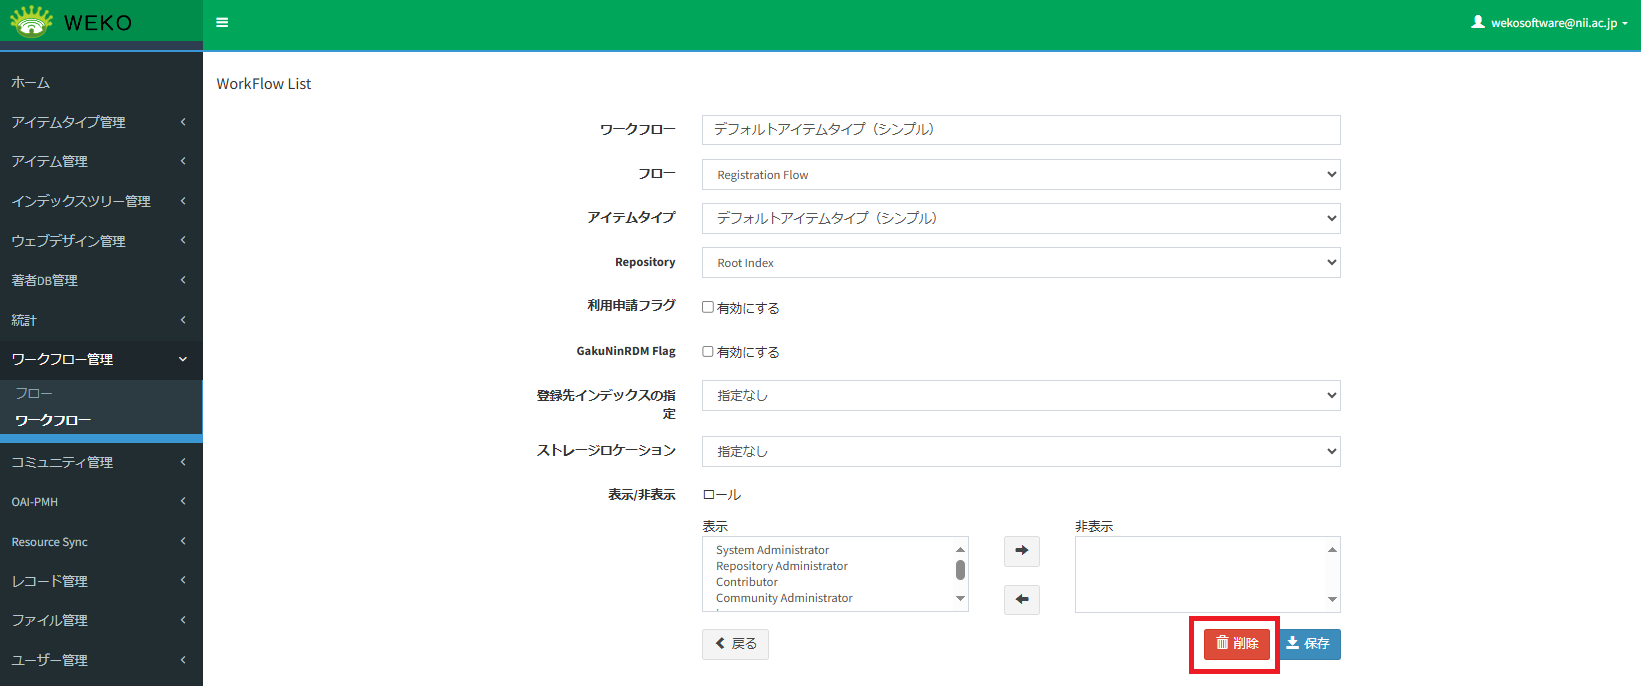 WEKO
wekosoftware@nii.ac.jp
ホーム
アイテムタイプ管理
アイテム管理
インデックスツリー管理
ウェブデザイン管理
著者DB管理
統計
ワークフロー管理
フロー
ワークフロー
コミュニティ管理
OAI-PMH
Resource Sync
レコード管理
ファイル管理
ユーザー管理
WorkFlow List
ワークフロー
デフォルトアイテムタイプ（シンプル）
フロー
Registration Flow
アイテムタイプ
デフォルトアイテムタイプ（シンプル）
Repository
Root Index
利用申請フラグ
有効にする
GakuNinRDM Flag
有効にする
登録先インデックスの指
定
指定なし
ストレージロケーション
指定なし
表示/非表示
ロール
表示
非表示
System Administrator
Repository Administrator
Contributor
Community Administrator
戻る
削除
保存